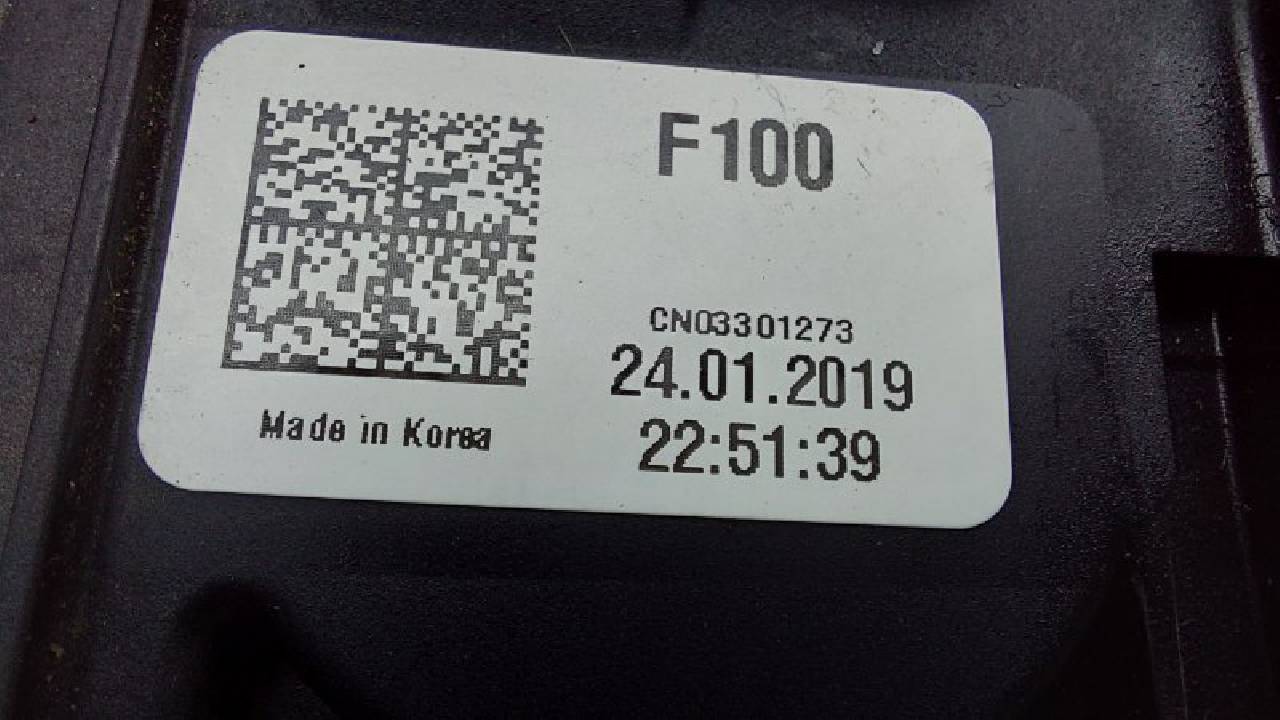 F100
CN03301273
24.01.2019
22:51:39
Made in Korea